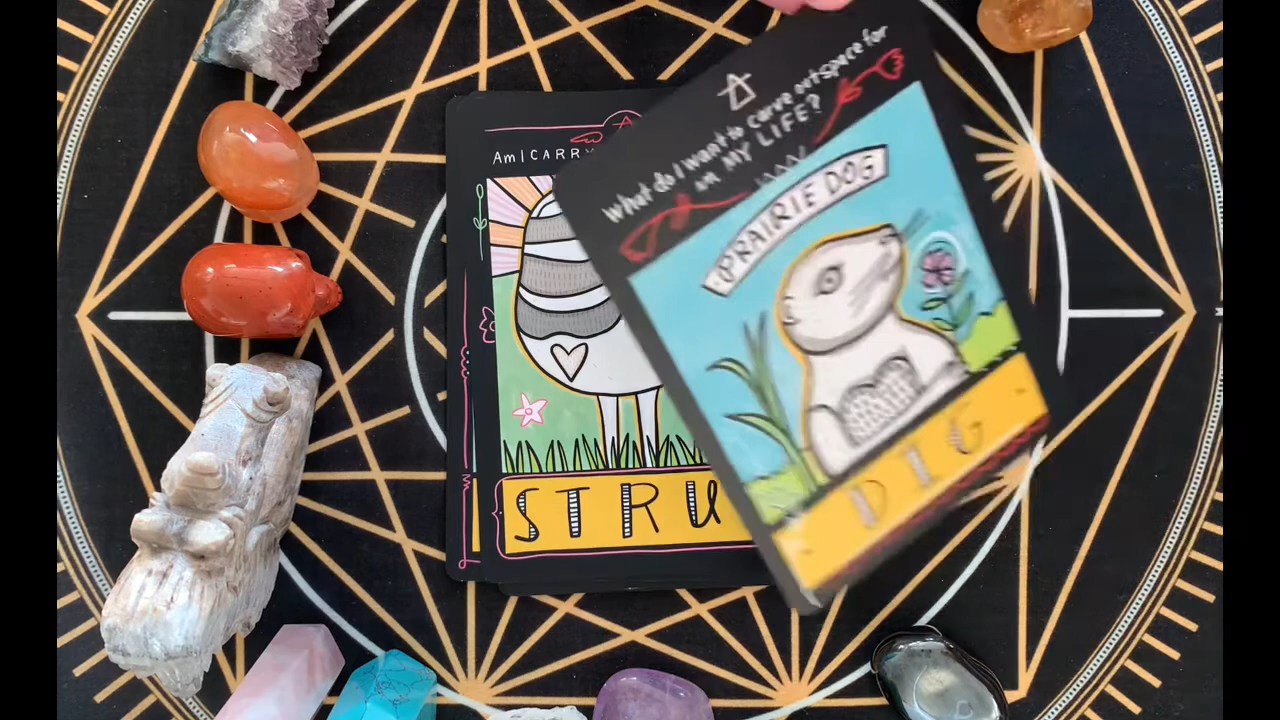 AM I CARRY
STRU
What do I want to carve out space for
in MY LIFE?
PRAIRIE DOG
DIG